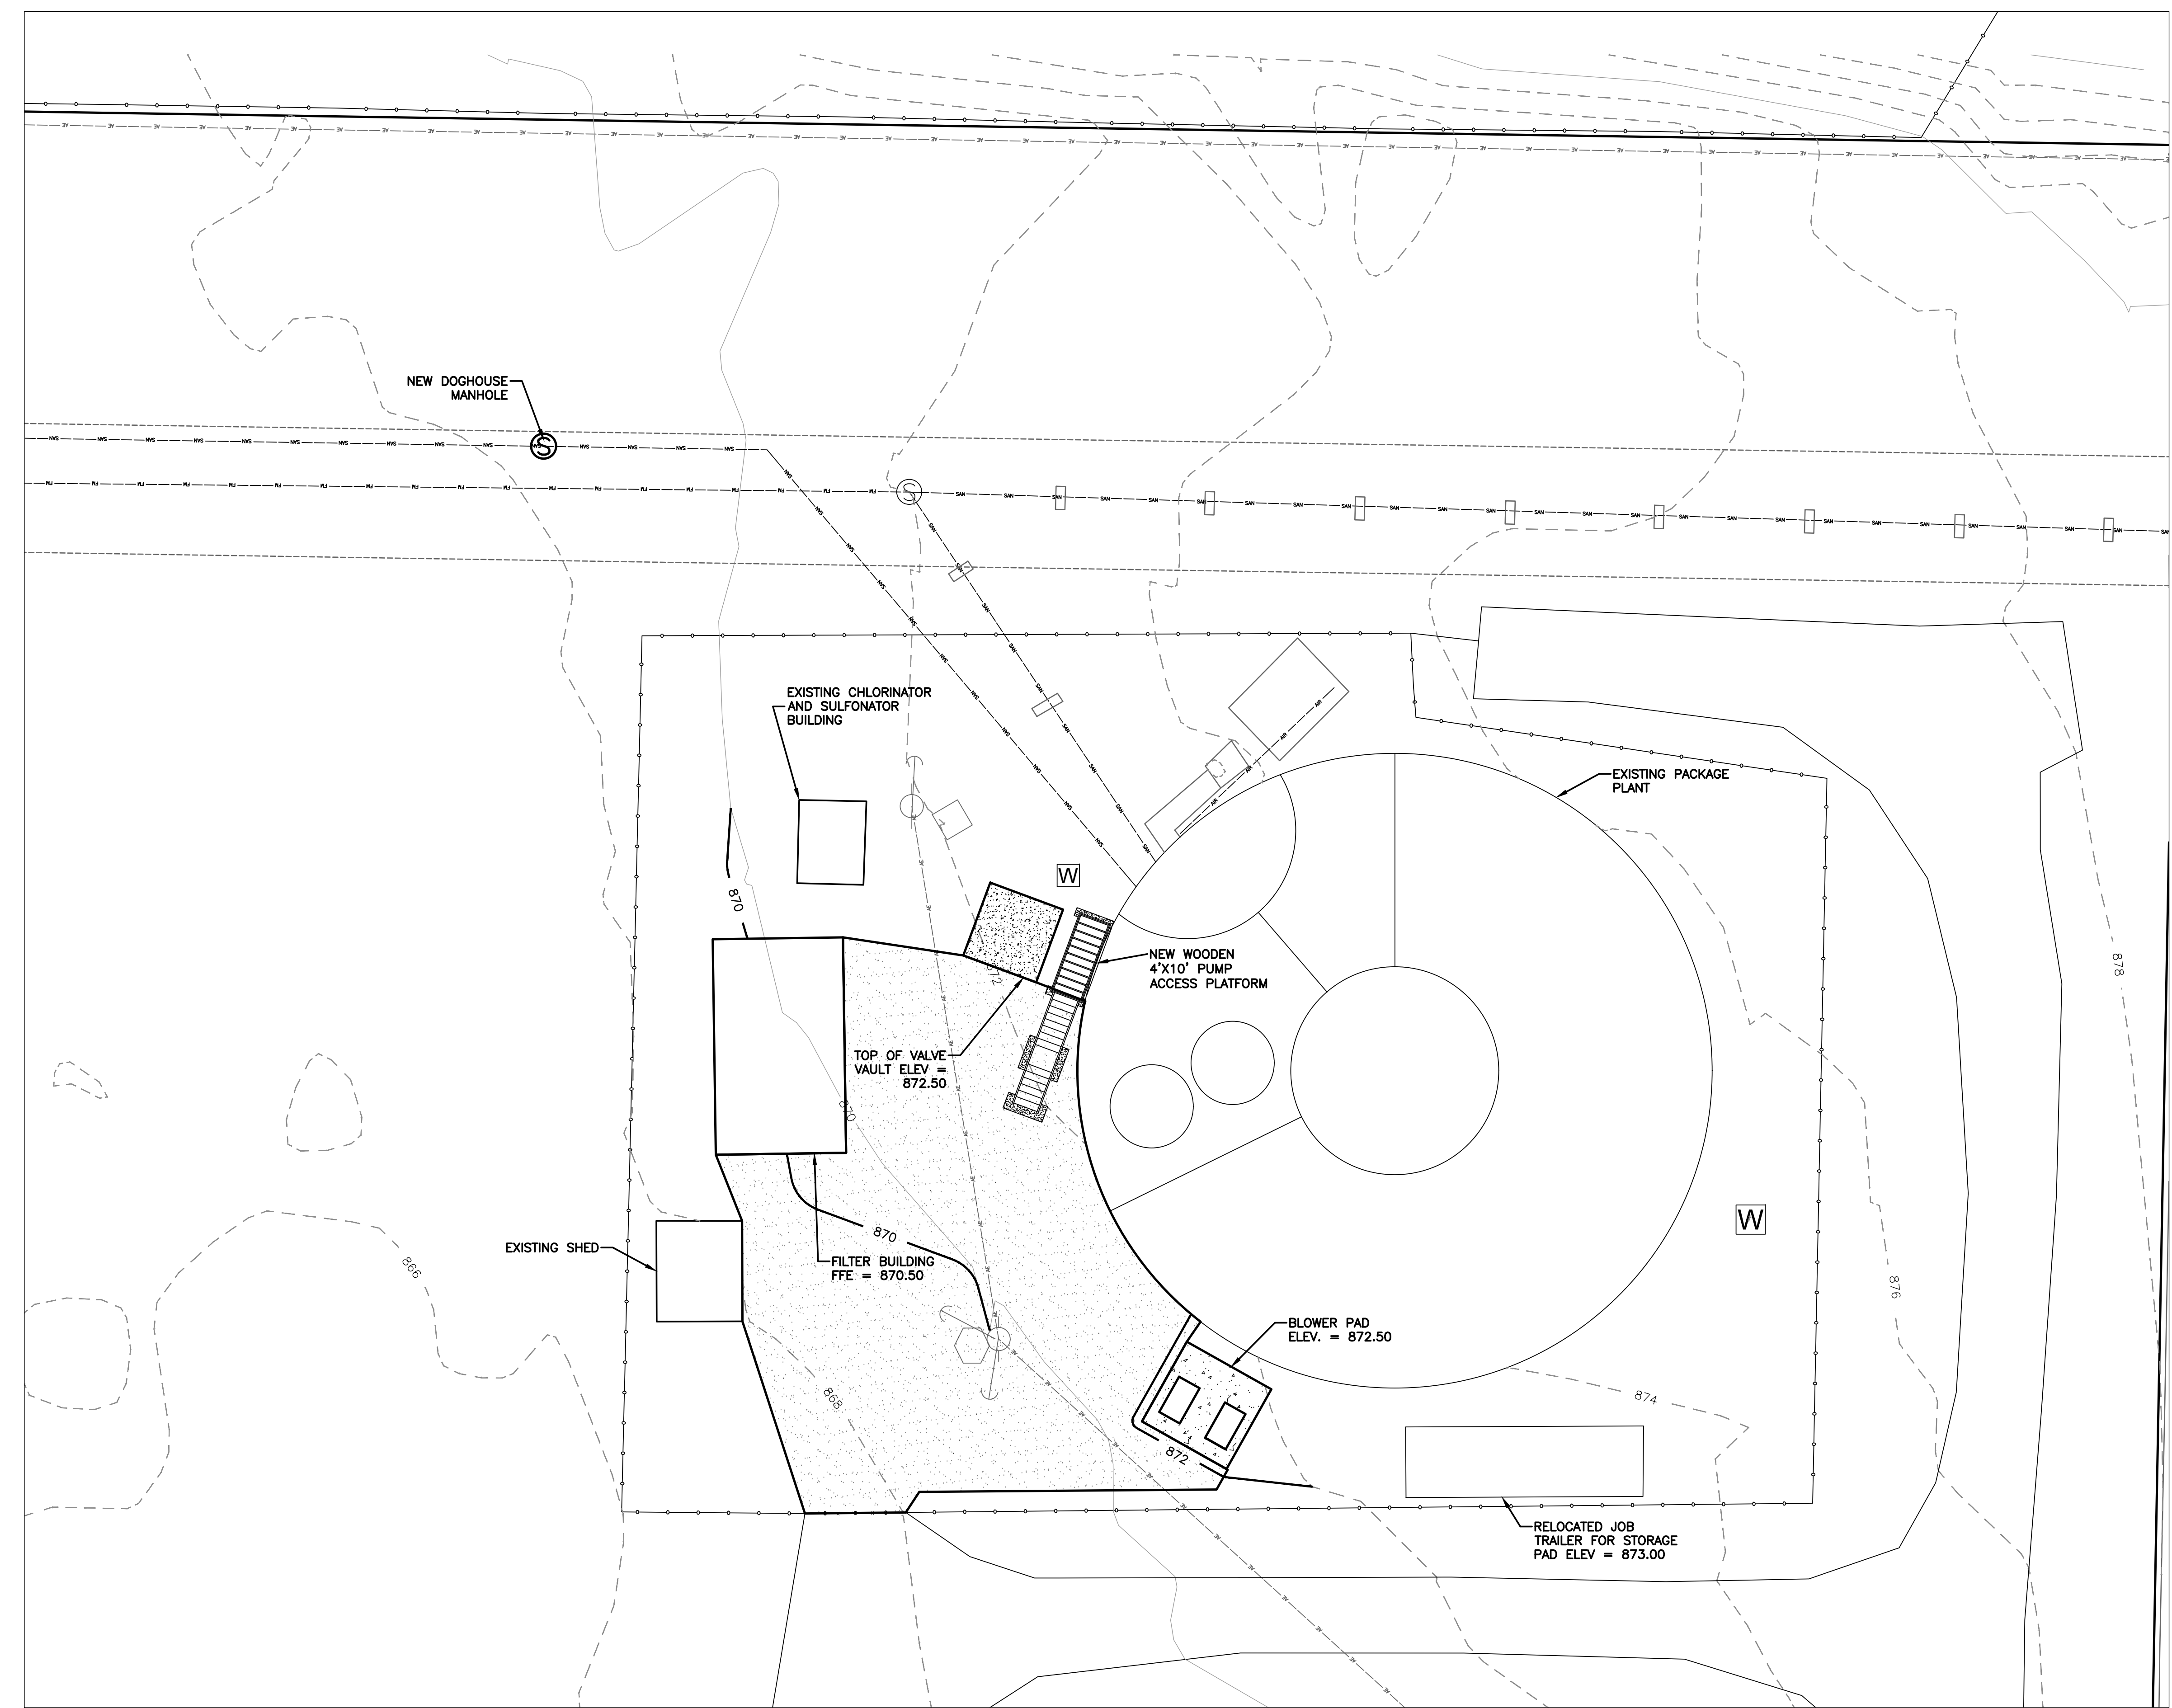 NEW DOGHOUSE
MANHOLE
S
S
EXISTING CHLORINATOR
AND SULFONATOR
BUILDING
EXISTING PACKAGE
PLANT
W
870
NEW WOODEN
4'X10' PUMP
ACCESS PLATFORM
872
878
TOP OF VALVE
VAULT ELEV =
872.50
870
W
EXISTING SHED
870
FILTER BUILDING
FFE = 870.50
866
876
BLOWER PAD
ELEV. = 872.50
868
874
872
RELOCATED JOB
TRAILER FOR STORAGE
PAD ELEV = 873.00